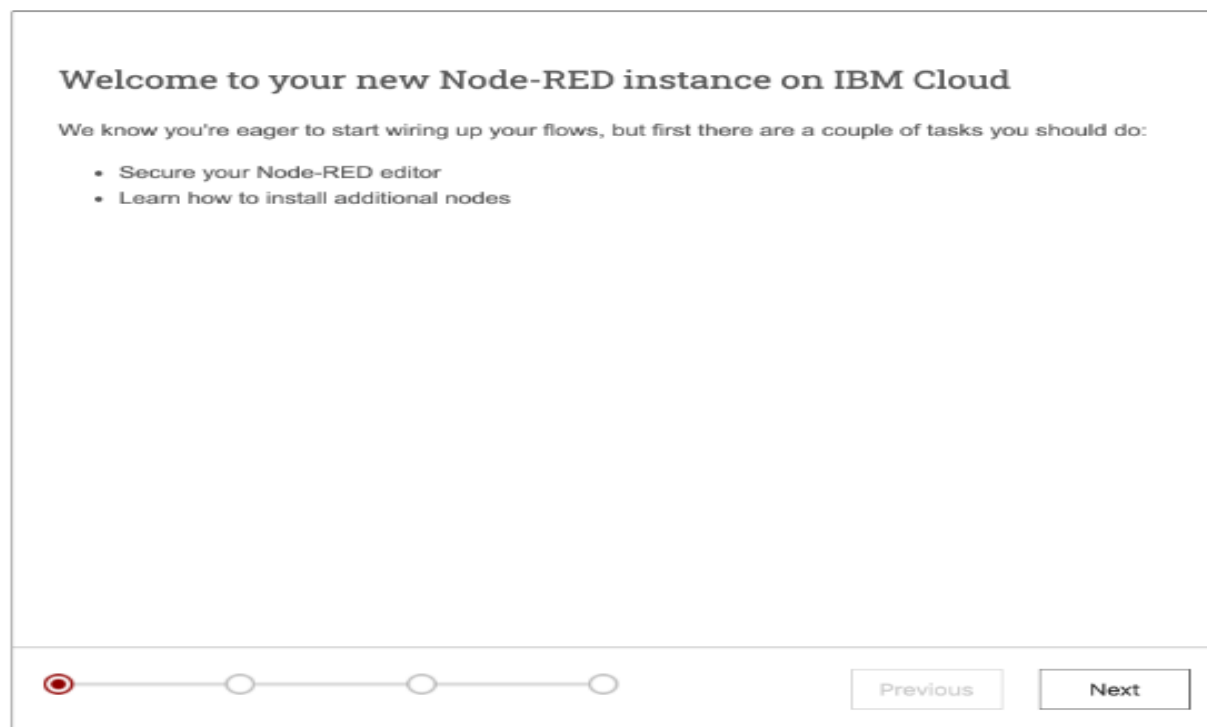 Welcome to your new Node-RED instance on IBM Cloud
We know you're eager to start wiring up your flows, but first there are a couple of tasks you should do:
• Secure your Node-RED editor
• Learn how to install additional nodes
Previous
Next